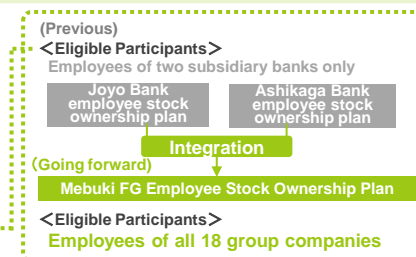 (Previous)
＜Eligible Participants＞
Employees of two subsidiary banks only
Joyo Bank
employee stock
ownership plan
Ashikaga Bank
employee stock
ownership plan
Integration
（Going forward)
Mebuki FG Employee Stock Ownership Plan
＜Eligible Participants＞
Employees of all 18 group companies